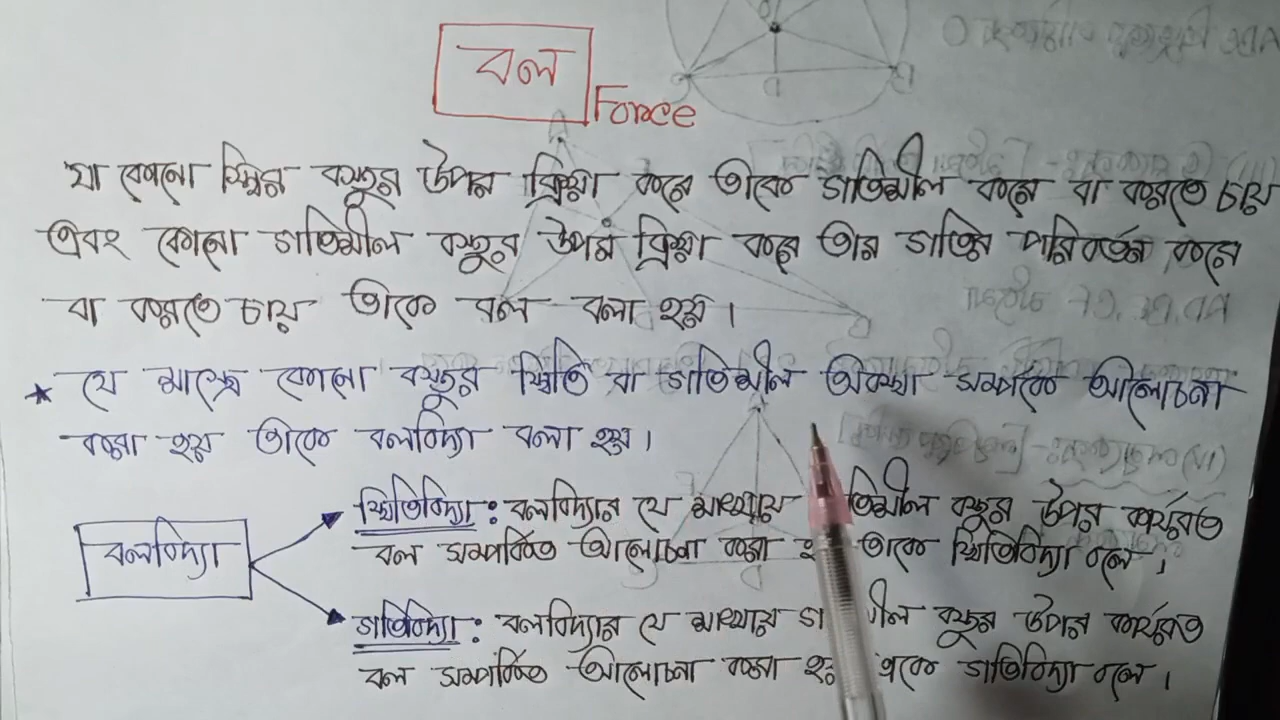 বল
Force
যা কোনো স্থির বস্তুর উপর ক্রিয়া করে তাকে গতিশীল করে বা করতে চায়
এবং কোনো গতিশীল বস্তুর উপর ক্রিয়া করে তার গতির পরিবর্তন করে
বা করতে চায় তাকে বল বলা হয়।
* যে শাস্ত্রে কোনো বস্তুর স্থিতি বা গতিশীল অবস্থা সম্পর্কে আলোচনা
করা হয় তাকে বলবিদ্যা বলা হয়।
বলবিদ্যা
স্থিতিবিদ্যা : বলবিদ্যার যে শাখায় তিশীল বস্তুর উপর কার্যরত
বল সম্পর্কিত আলোচনা করা হ তাকে স্থিতিবিদ্যা বলে।
গতিবিদ্যা : বলবিদ্যার যে শাখায় গ শীল বস্তুর উপর কার্যরত
বল সম্পর্কিত আলোচনা করা হয় গতিবিদ্যা বলে।